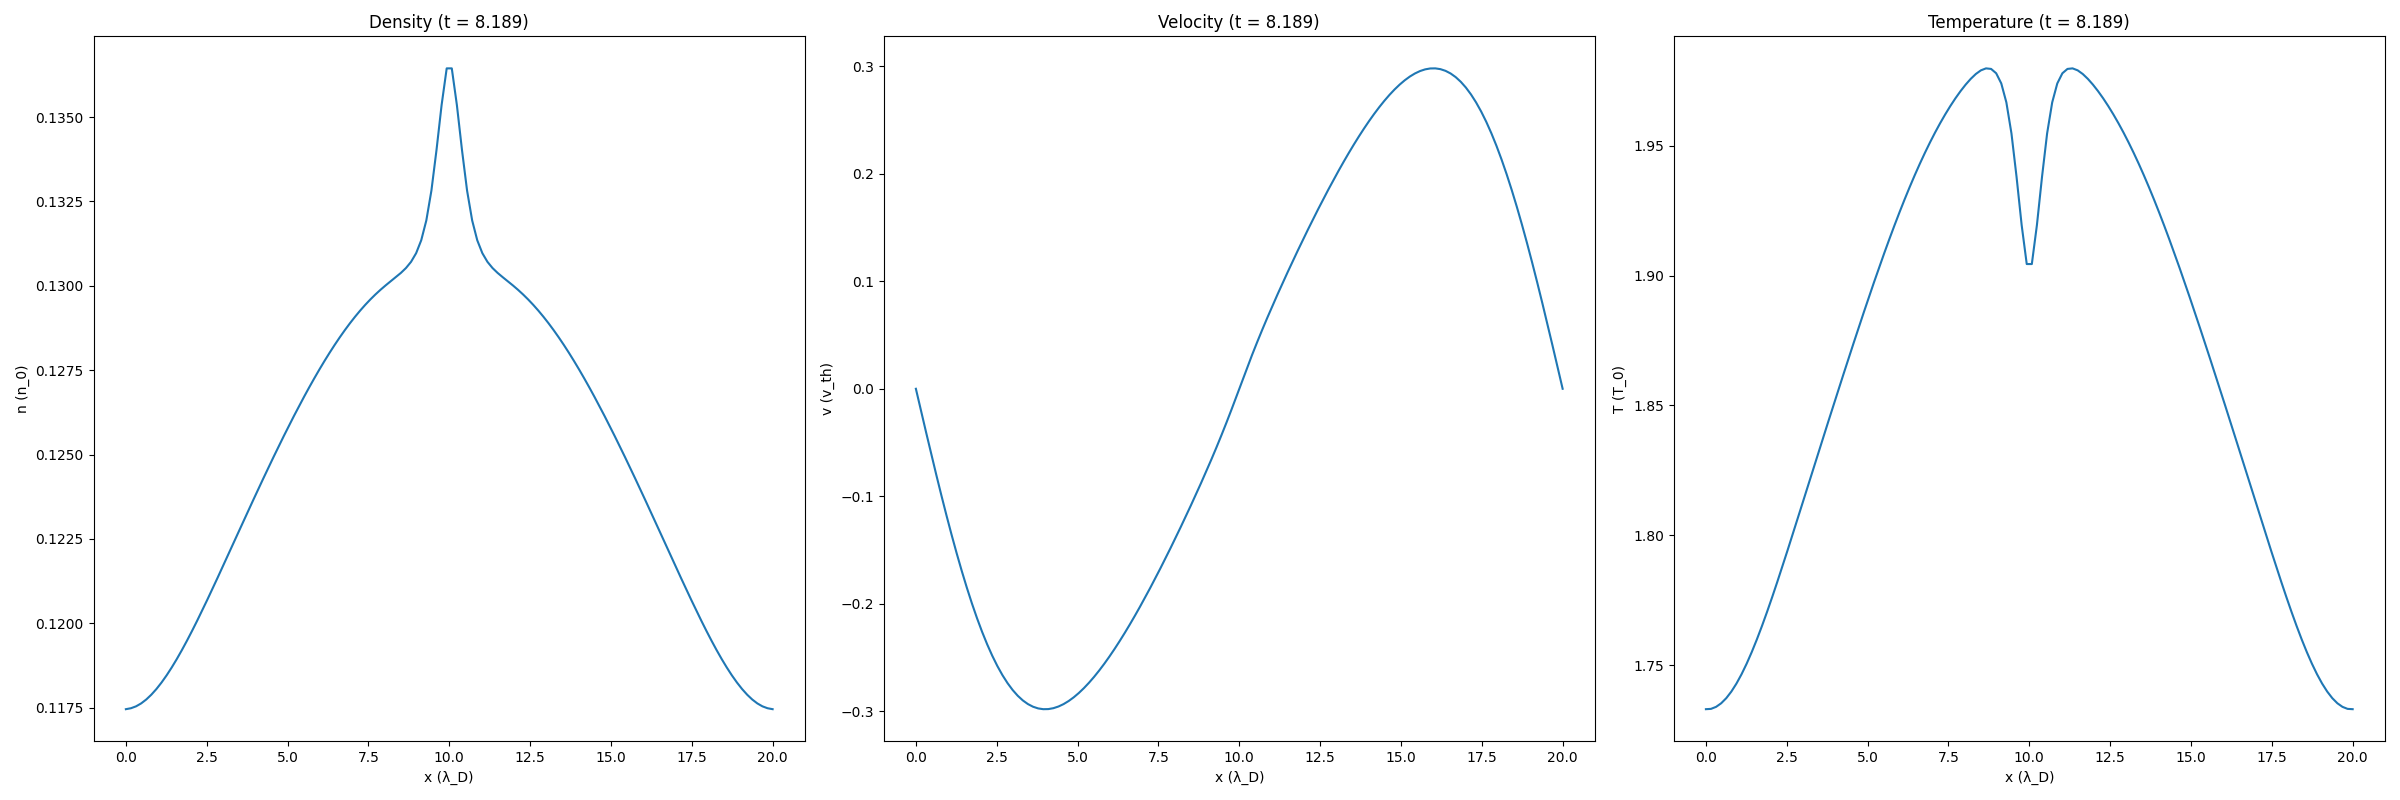 Density (t = 8.189)
n (n_0)
0.1350
0.1325
0.1300
0.1275
0.1250
0.1225
0.1200
0.1175
0.0 2.5 5.0 7.5 10.0 12.5 15.0 17.5 20.0
x (λ_D)
Velocity (t = 8.189)
v (v_th)
0.3
0.2
0.1
0.0
−0.1
−0.2
−0.3
0.0 2.5 5.0 7.5 10.0 12.5 15.0 17.5 20.0
x (λ_D)
Temperature (t = 8.189)
T (T_0)
1.95
1.90
1.85
1.80
1.75
0.0 2.5 5.0 7.5 10.0 12.5 15.0 17.5 20.0
x (λ_D)